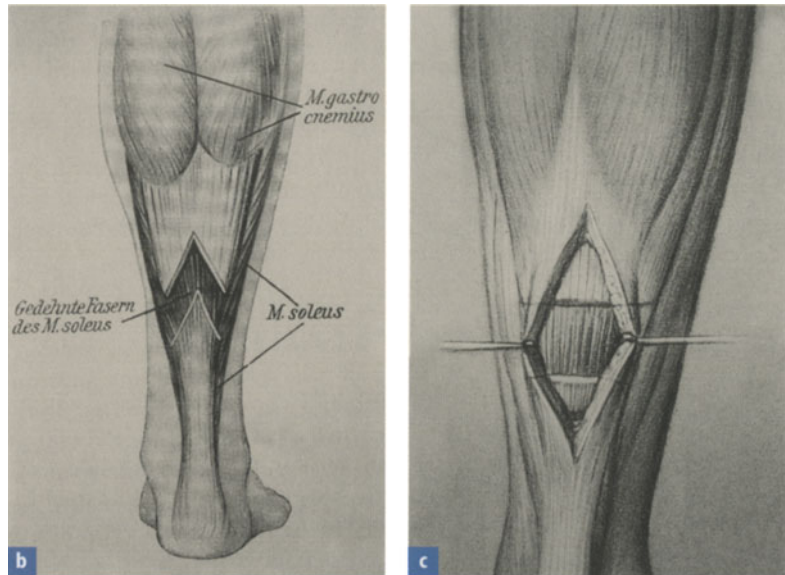 M. gastro
cnemius
Gedehnte Fasern
des M. soleus
M. soleus
b
c